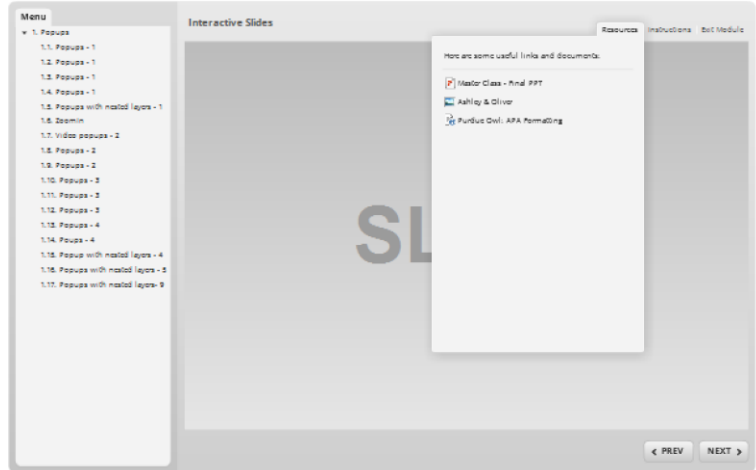 Menu
1. Popups
1.1. Popups - 1
1.2. Popups - 1
1.3. Popups - 1
1.4. Popups - 1
1.5. Popups with nested layers - 1
1.6. Zoomin
1.7. Video popups - 2
1.8. Popups - 2
1.9. Popups - 2
1.10. Popups - 3
1.11. Popups - 3
1.12. Popups - 3
1.13. Popups - 4
1.14. Poups - 4
1.15. Popup with nested layers - 4
1.16. Popups with nested layers - 5
1.17. Popups with nested layers- 9
Interactive Slides
Resources Instructions Exit Module
Here are some useful links and documents:
Master Class - Final PPT
Ashley & Oliver
Purdue Owl: APA Formatting
SL
PREV NEXT